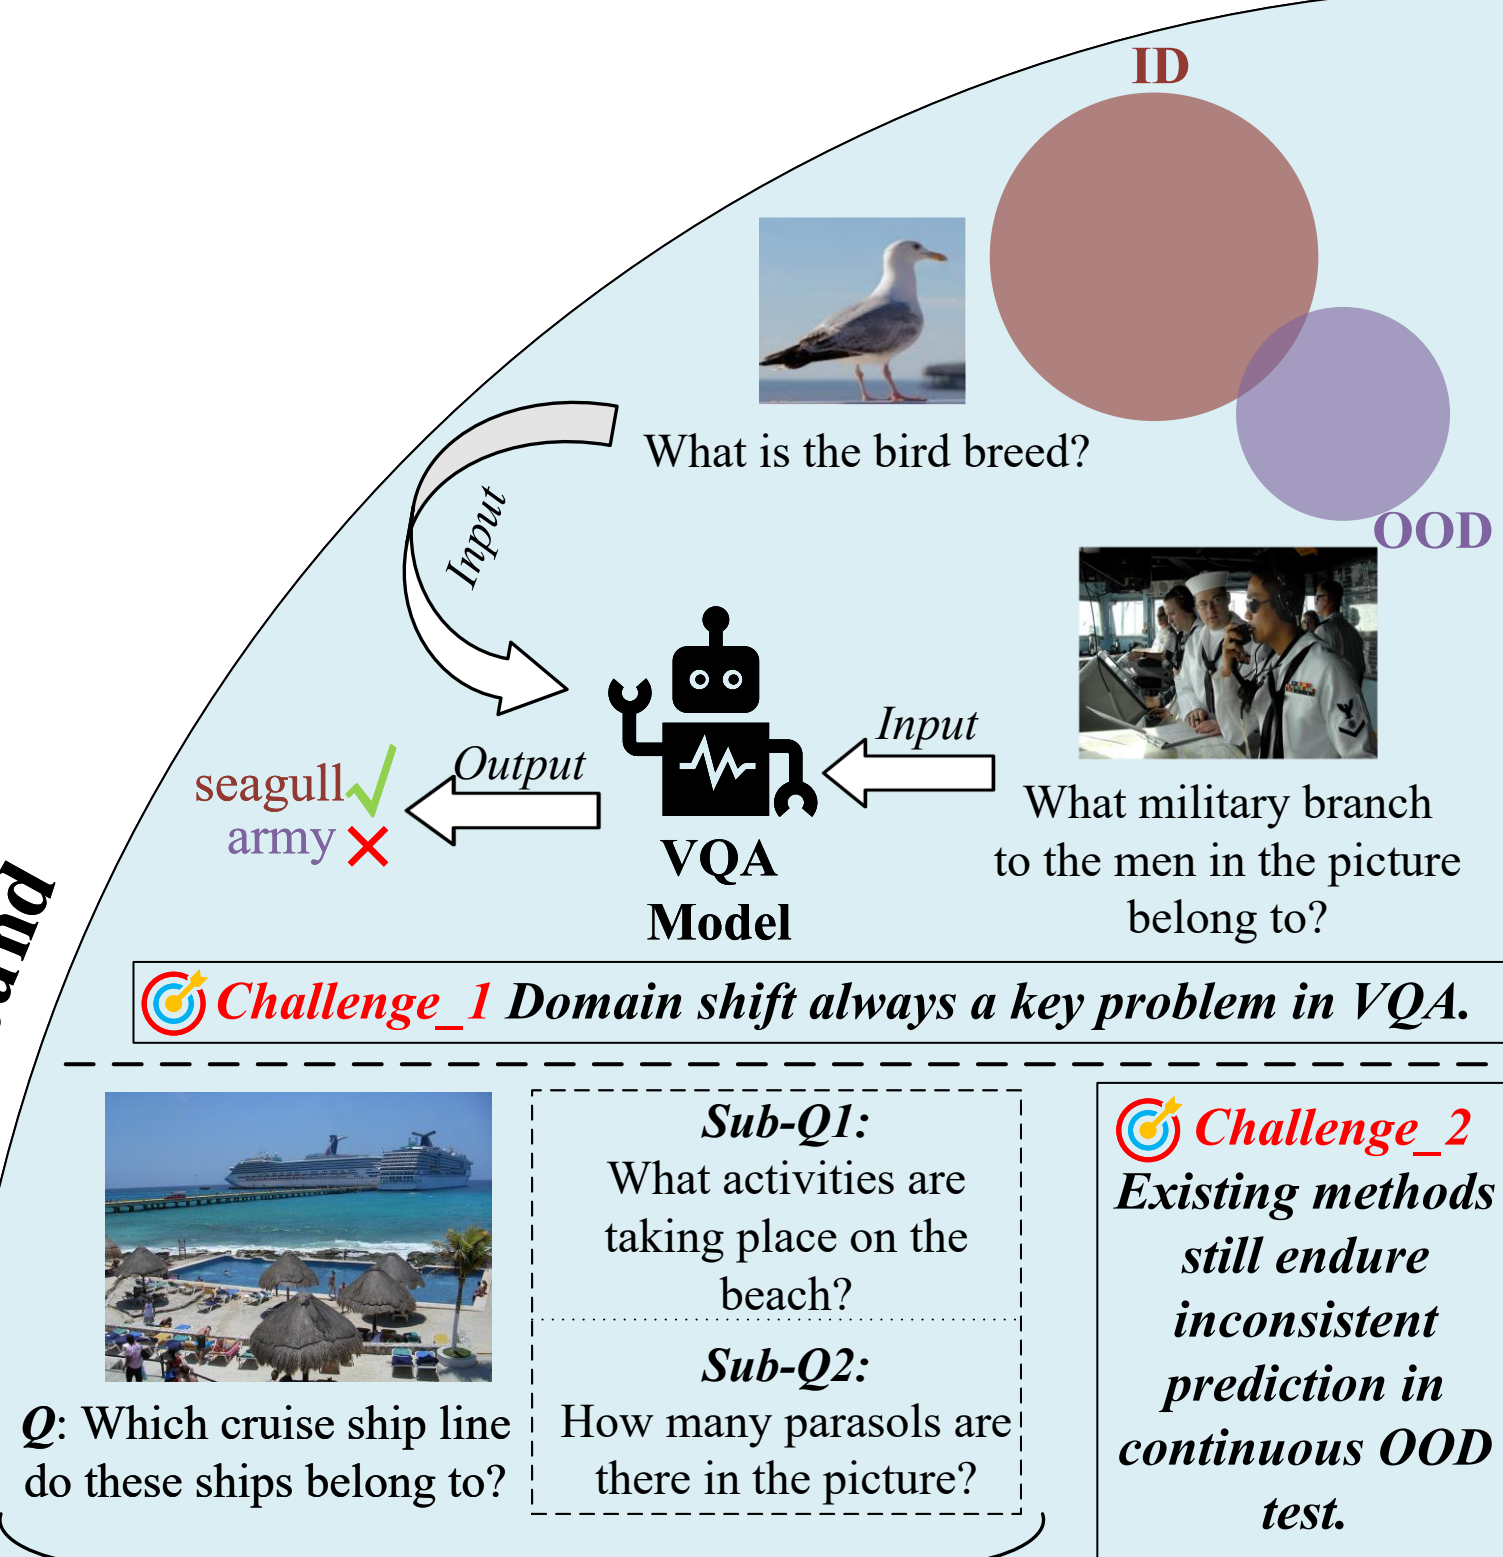 ID
What is the bird breed?
OOD
Input
Input
Output
seagull
army
VQA
Model
What military branch
to the men in the picture
belong to?
Challenge_1 Domain shift always a key problem in VQA.
Q: Which cruise ship line
do these ships belong to?
Sub-Q1:
What activities are
taking place on the
beach?
Sub-Q2:
How many parasols are
there in the picture?
Challenge_2
Existing methods
still endure
inconsistent
prediction in
continuous OOD
test.